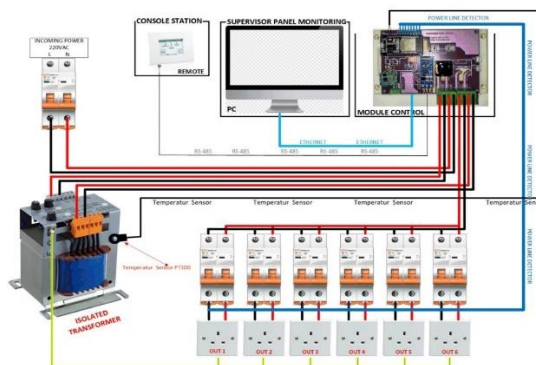 CONSOLE STATION
REMOTE
SUPERVISOR PANEL MONITORING
PC
POWER LINE DETECTOR
MODULE CONTROL
INCOMING POWER
220VAC
L N
ETHERNET ETHERNET
RS-485 RS-485 RS-485 RS-485 RS-485
POWER LINE DETECTOR
POWER LINE DETECTOR
POWER LINE DETECTOR
Temperatur Sensor Temperatur Sensor Temperatur Sensor Temperatur Sen
Temperatur Sensor PT100
ISOLATED
TRANSFORMER
OUT 1
OUT 2
OUT 3
OUT 4
OUT 5
OUT 6